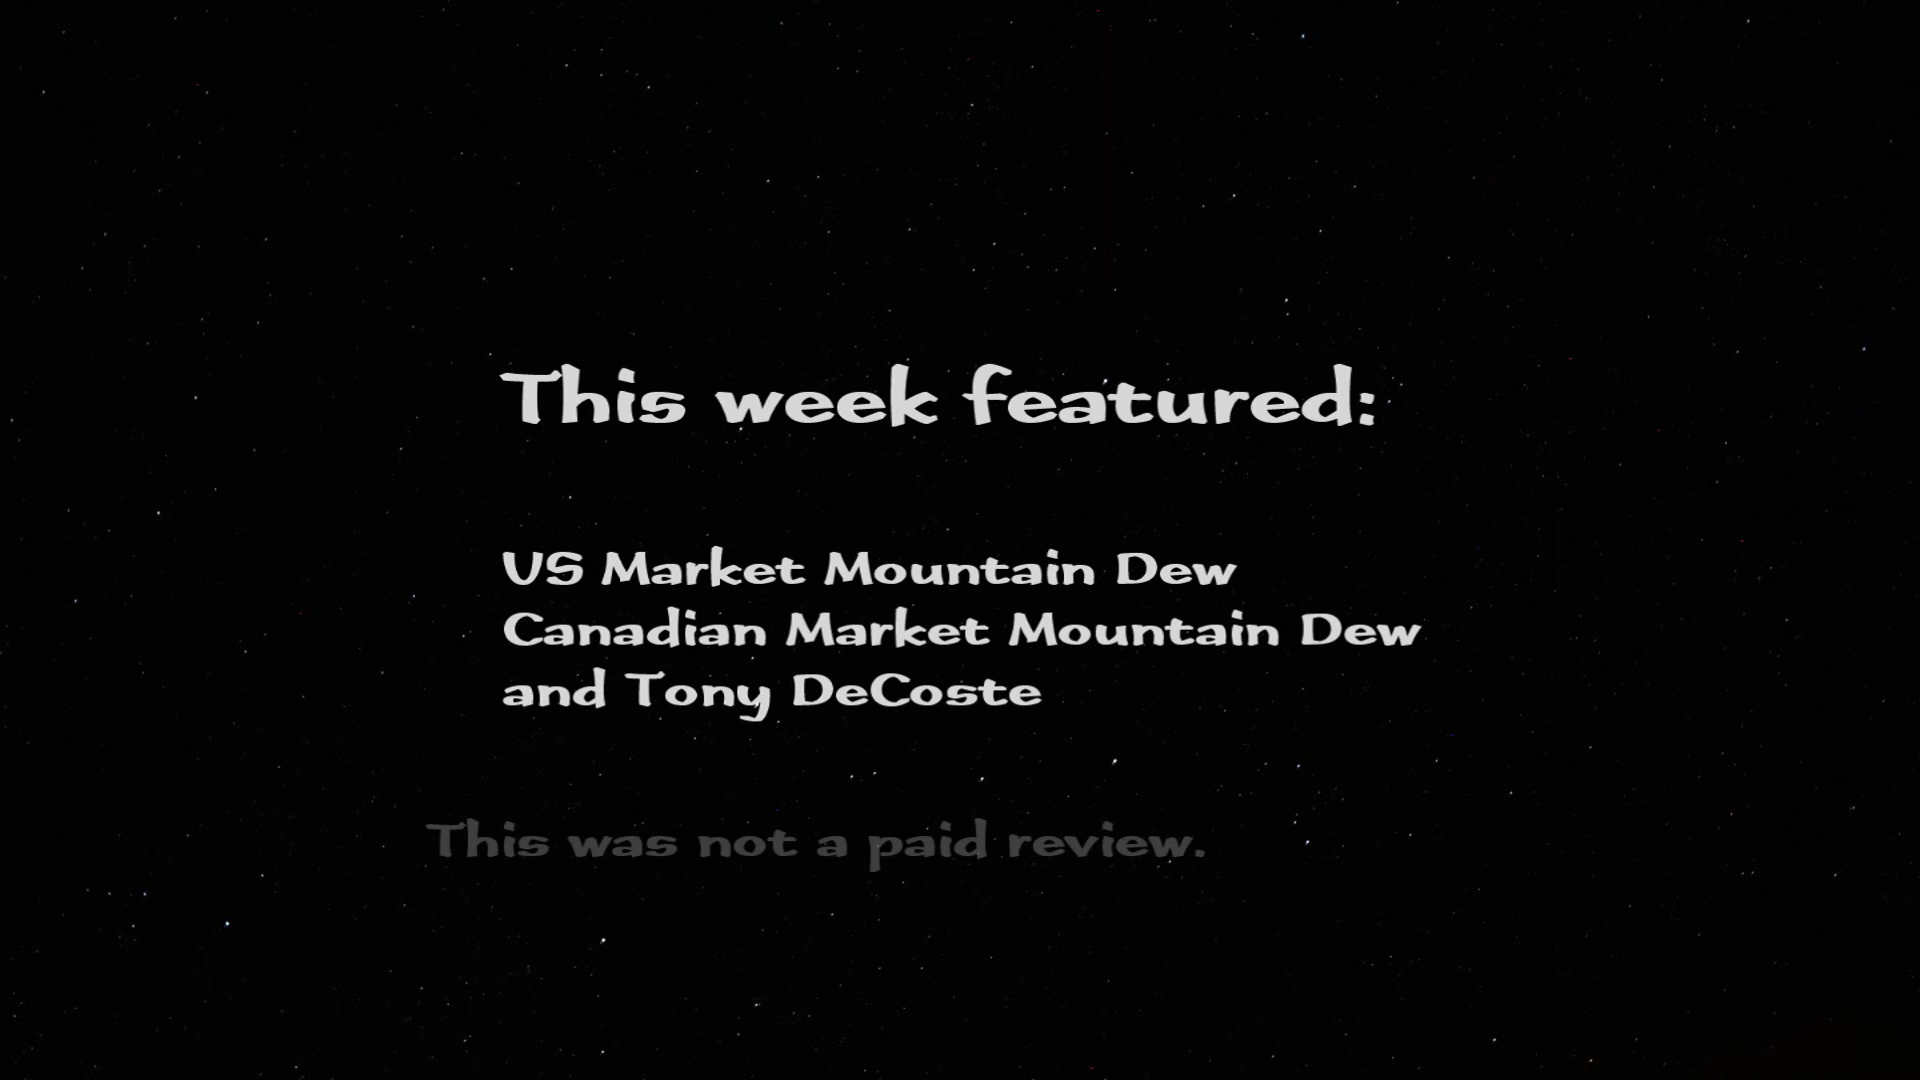 This week featured:
US Market Mountain Dew
Canadian Market Mountain Dew
and Tony DeCoste
This was not a paid review.